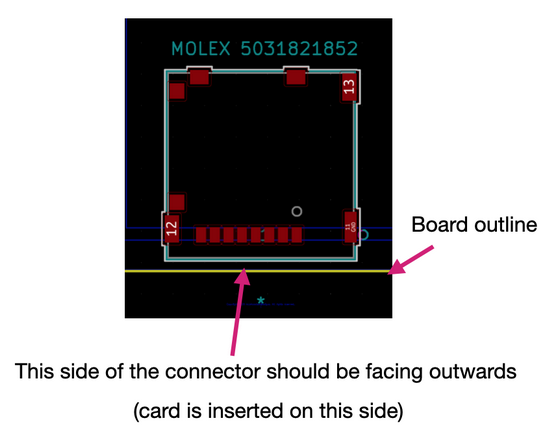 MOLEX 5031821852
13
12
11
GND
*
Board outline
This side of the connector should be facing outwards
(card is inserted on this side)